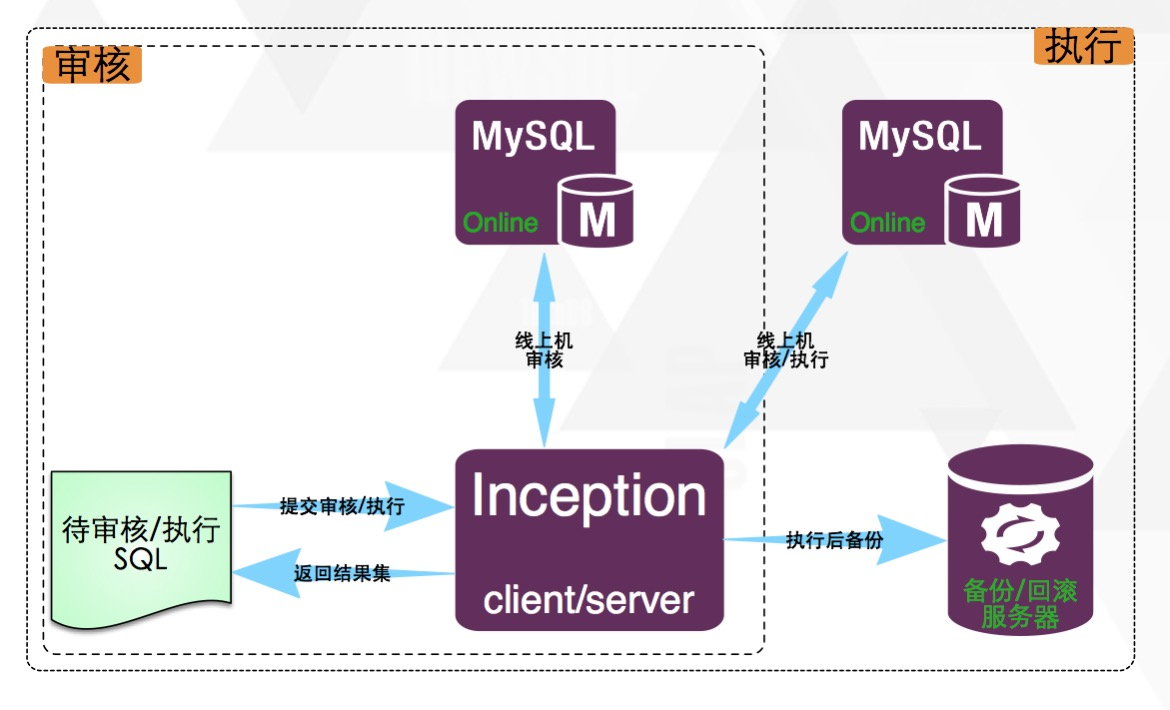 审核
执行
MySQL
Online
M
MySQL
Online
M
线上机
审核
线上机
审核/执行
待审核/执行
SQL
提交审核/执行
返回结果集
Inception
client/server
执行后备份
备份/回滚
服务器